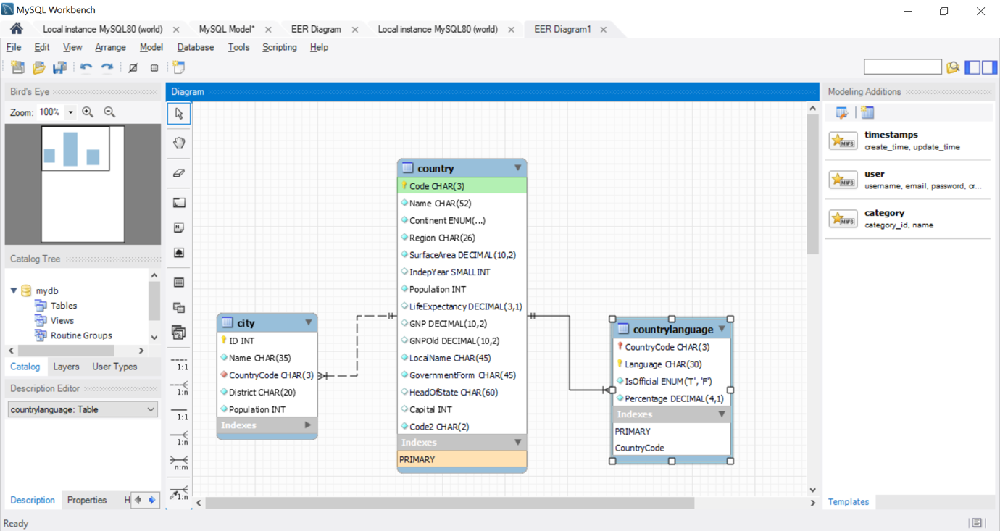 MySQL Workbench
Local instance MySQL80 (world)
MySQL Model*
EER Diagram
Local instance MySQL80 (world)
EER Diagram1
File Edit View Arrange Model Database Tools Scripting Help
Bird's Eye
Zoom: 100%
Catalog Tree
mydb
Tables
Views
Routine Groups
Catalog Layers User Types
Description Editor
countrylanguage: Table
Description Properties H
Diagram
1:1
1:n
1:1
1:n
n:m
1:n
city
ID INT
Name CHAR(35)
CountryCode CHAR(3)
District CHAR(20)
Population INT
Indexes
country
Code CHAR(3)
Name CHAR(52)
Continent ENUM(...)
Region CHAR(26)
SurfaceArea DECIMAL(10,2)
IndepYear SMALLINT
Population INT
LifeExpectancy DECIMAL(3,1)
GNP DECIMAL(10,2)
GNPOld DECIMAL(10,2)
LocalName CHAR(45)
GovernmentForm CHAR(45)
HeadOfState CHAR(60)
Capital INT
Code2 CHAR(2)
Indexes
PRIMARY
countrylanguage
CountryCode CHAR(3)
Language CHAR(30)
IsOfficial ENUM('T', 'F')
Percentage DECIMAL(4,1)
Indexes
PRIMARY
CountryCode
Modeling Additions
MWB
timestamps
create_time, update_time
MWB
user
username, email, password, cr...
MWB
category
category_id, name
Templates
Ready